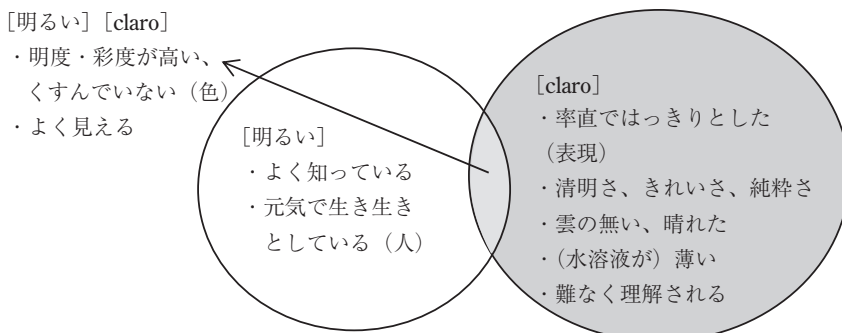 ［明るい］［claro］
・明度・彩度が高い、
くすんでいない（色）
・よく見える
［明るい］
・よく知っている
・元気で生き生き
としている（人）
［claro］
・率直ではっきりとした
（表現）
・清明さ、きれいさ、純粋さ
・雲の無い、晴れた
・（水溶液が）薄い
・難なく理解される